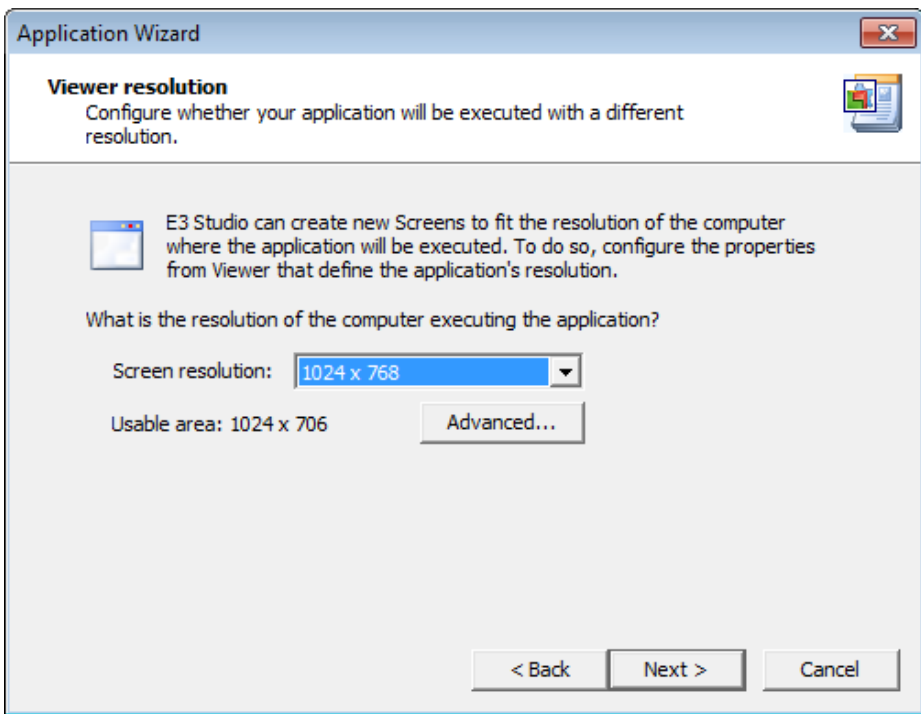 Application Wizard
Viewer resolution
Configure whether your application will be executed with a different
resolution.
E3 Studio can create new Screens to fit the resolution of the computer
where the application will be executed. To do so, configure the properties
from Viewer that define the application's resolution.
What is the resolution of the computer executing the application?
Screen resolution: 1024 x 768
Usable area: 1024 x 706 Advanced...
< Back Next > Cancel